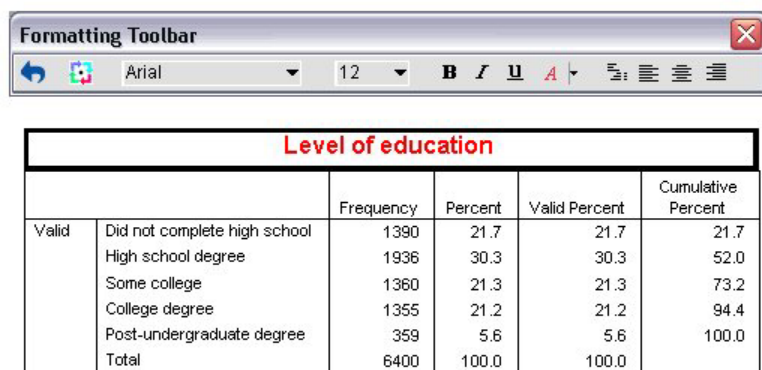 Formatting Toolbar
Arial 12 B I U A
Level of education
Frequency Percent Valid Percent Cumulative Percent
Valid Did not complete high school 1390 21.7 21.7 21.7
High school degree 1936 30.3 30.3 52.0
Some college 1360 21.3 21.3 73.2
College degree 1355 21.2 21.2 94.4
Post-undergraduate degree 359 5.6 5.6 100.0
Total 6400 100.0 100.0